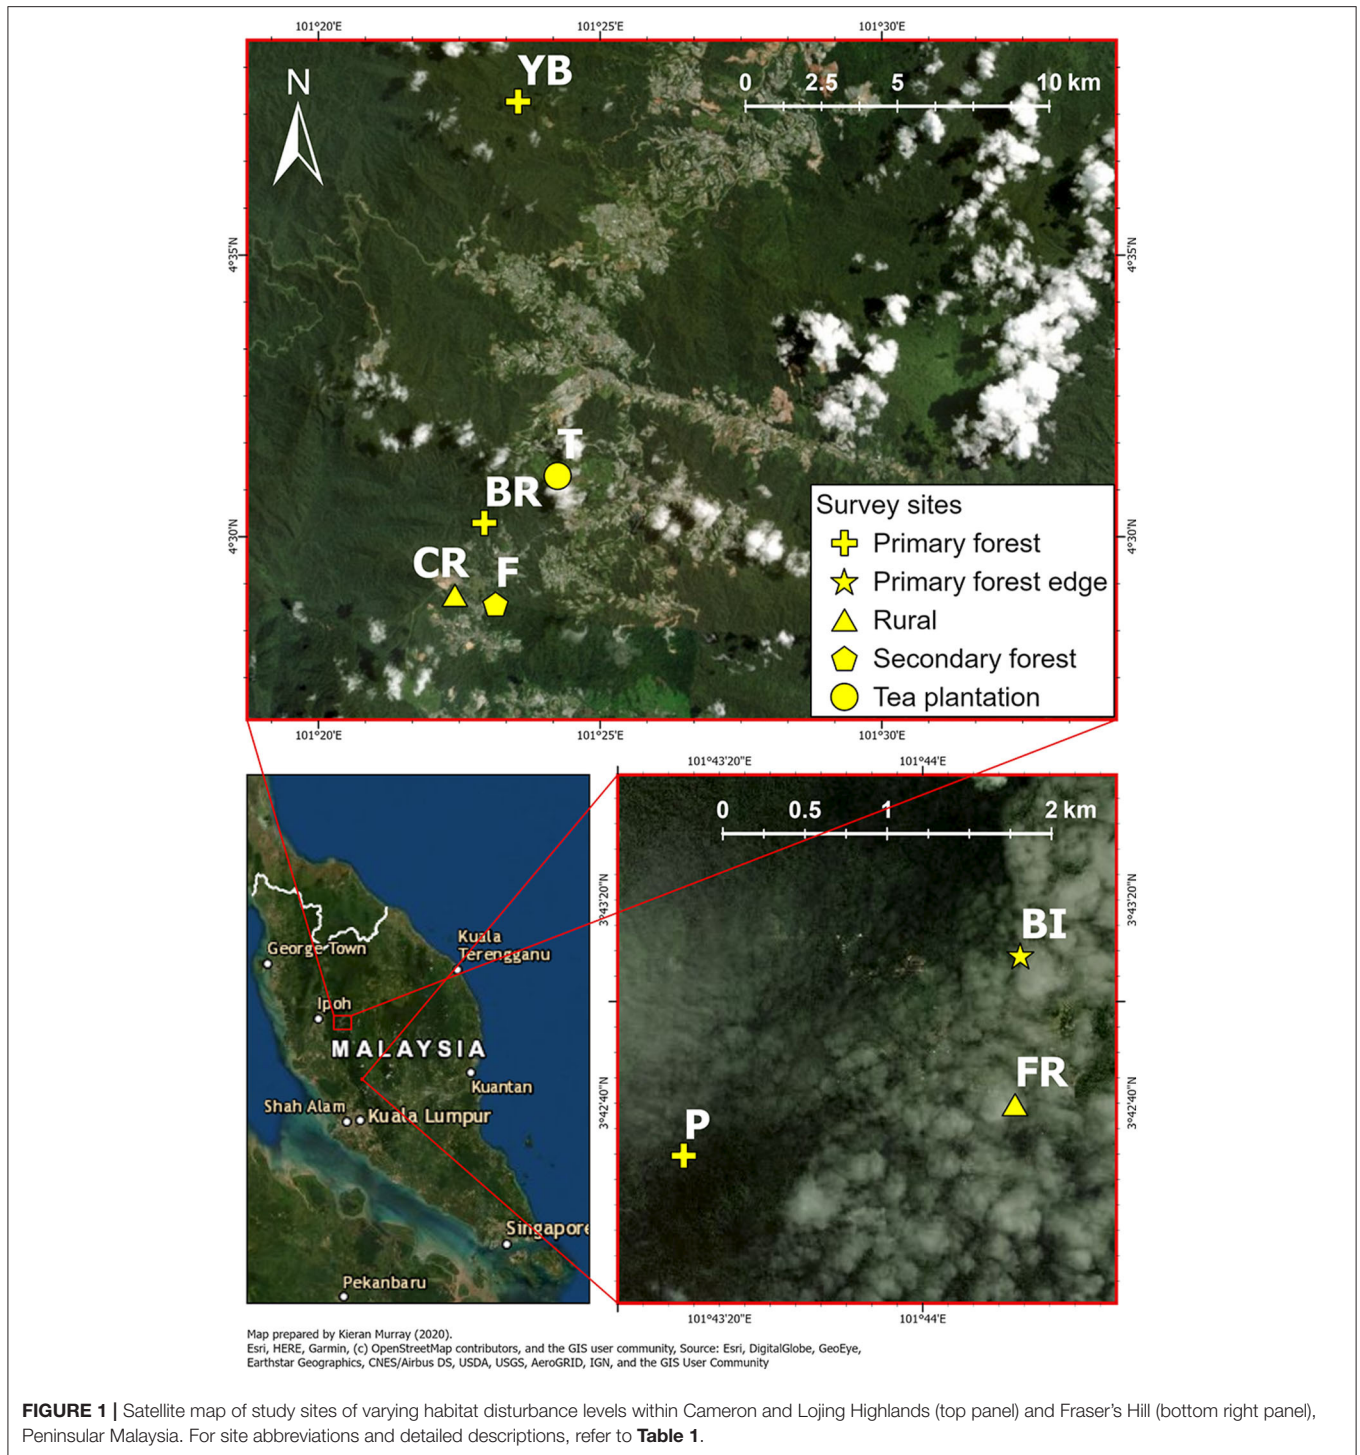 101°20'E 101°25'E 101°30'E
YB
N
0 2.5 5 10 km
4°35'N 4°35'N
T
BR
CR F
4°30'N 4°30'N
Survey sites
Primary forest
Primary forest edge
Rural
Secondary forest
Tea plantation
101°20'E 101°25'E 101°30'E
101°43'20"E 101°44'E
0 0.5 1 2 km
3°43'20"N 3°43'20"N
BI
FR
3°42'40"N 3°42'40"N
P
101°43'20"E 101°44'E
George Town
Kuala
Terengganu
Ipoh
MALAYSIA
Kuantan
Shah Alam
Kuala Lumpur
Singapore
Pekanbaru
Map prepared by Kieran Murray (2020).
Esri, HERE, Garmin, (c) OpenStreetMap contributors, and the GIS user community, Source: Esri, DigitalGlobe, GeoEye,
Earthstar Geographics, CNES/Airbus DS, USDA, USGS, AeroGRID, IGN, and the GIS User Community
FIGURE 1 | Satellite map of study sites of varying habitat disturbance levels within Cameron and Lojing Highlands (top panel) and Fraser's Hill (bottom right panel),
Peninsular Malaysia. For site abbreviations and detailed descriptions, refer to Table 1.